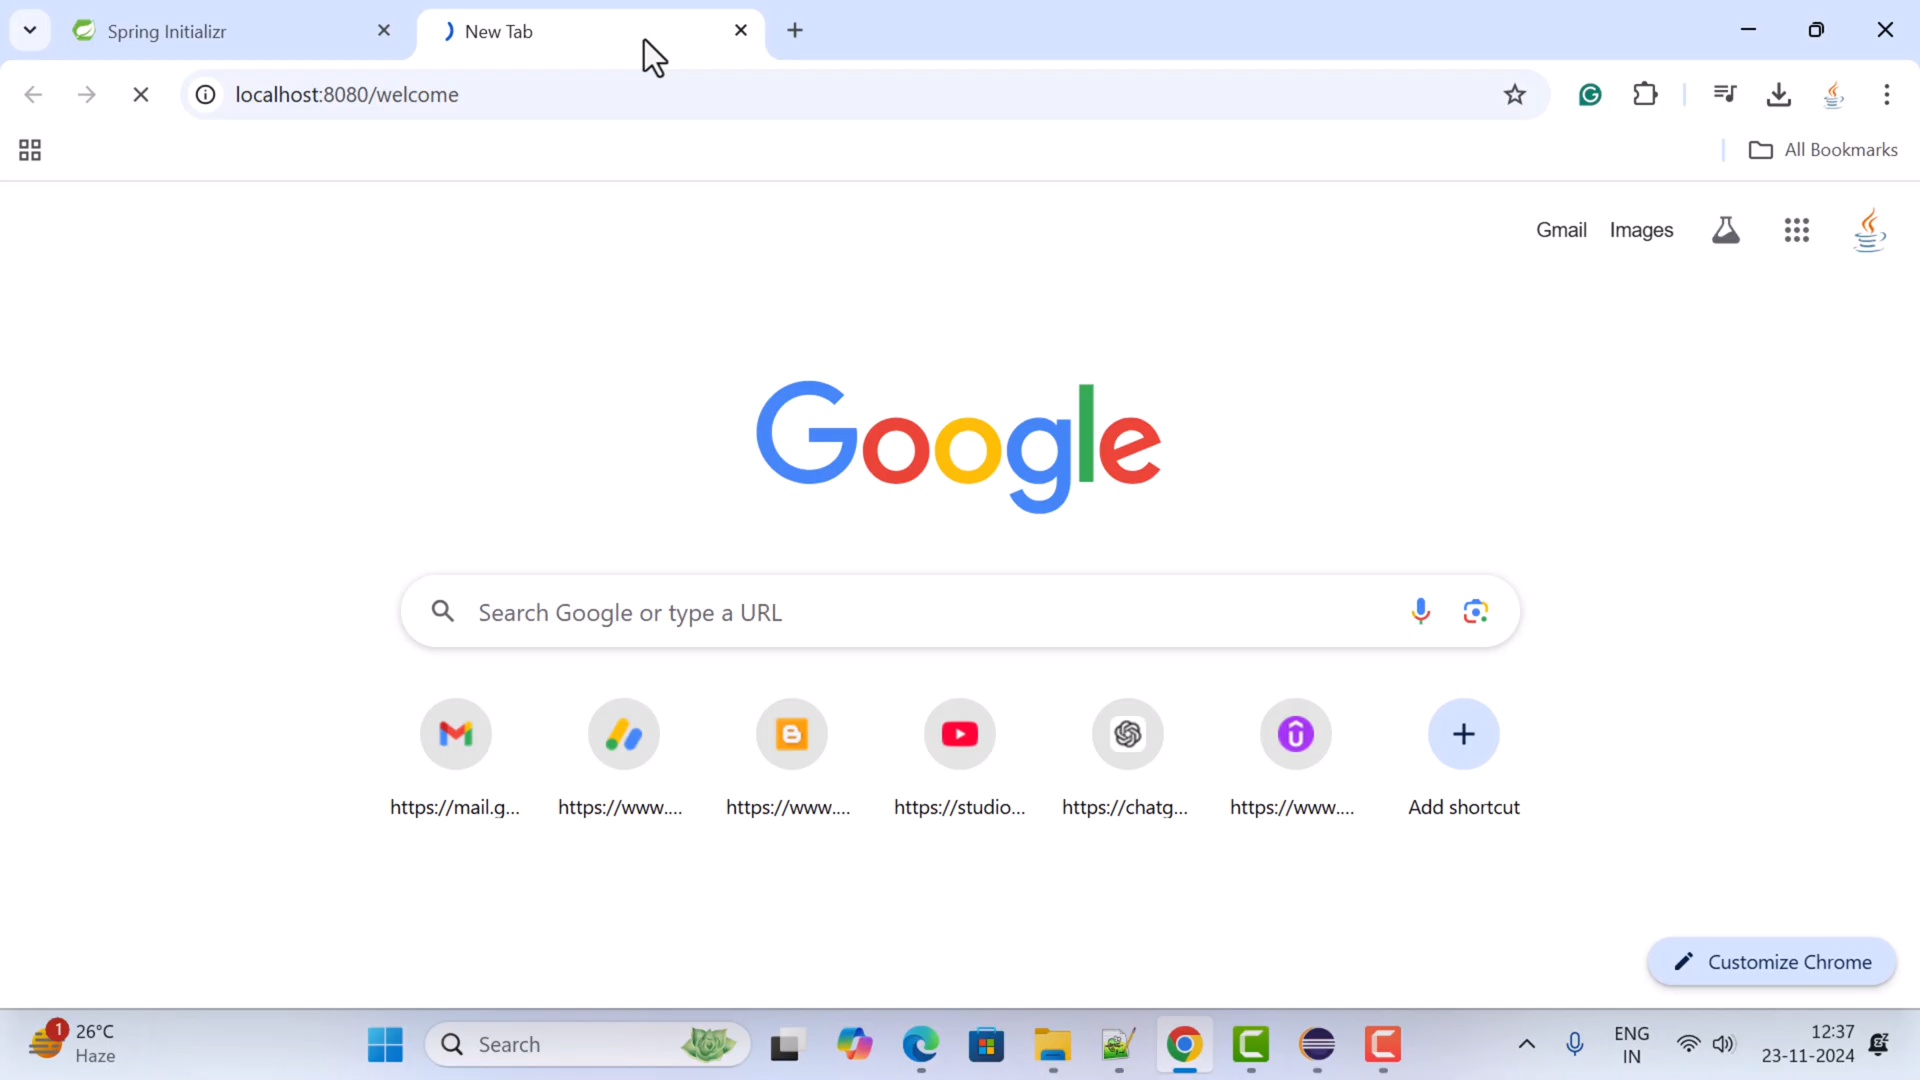 Spring Initializr
New Tab
localhost:8080/welcome
All Bookmarks
Gmail Images
Google
Search Google or type a URL
https://mail.g... https://www.... https://www.... https://studio... https://chatg... https://www.... Add shortcut
Customize Chrome
1
26°C
Haze
Search
ENG
IN
12:37
23-11-2024